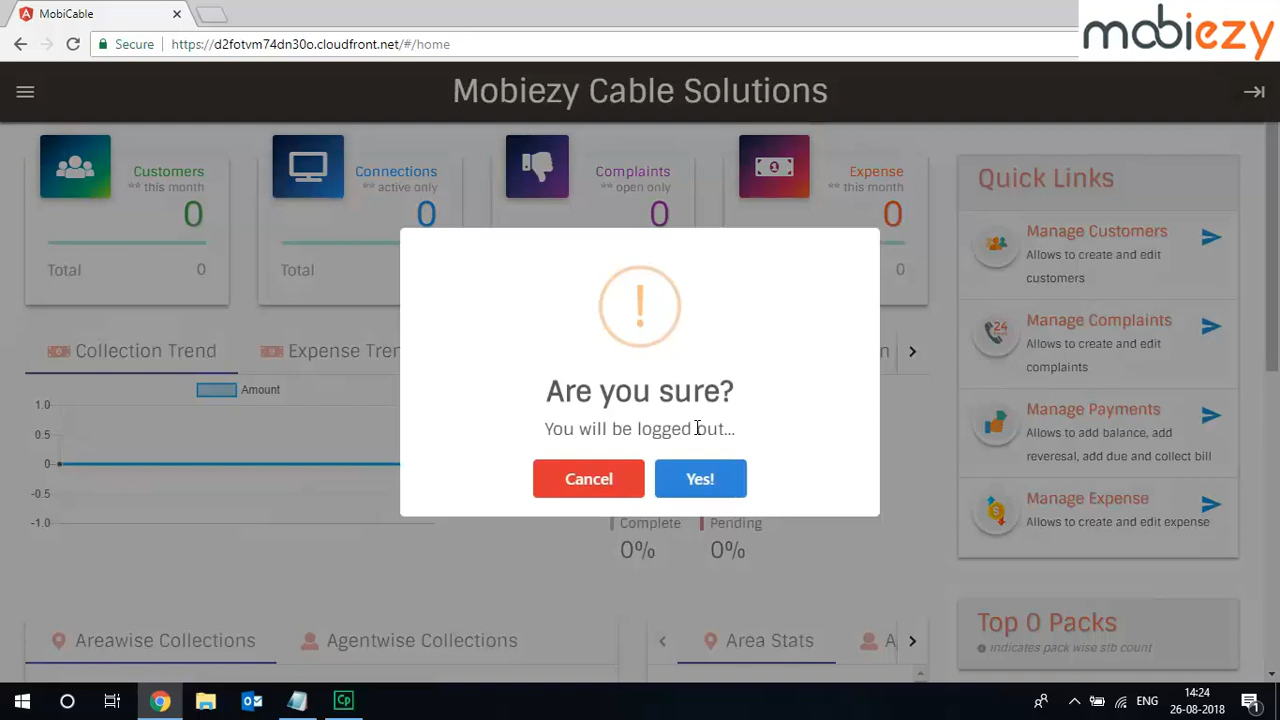 MobiCable
Secure
https://d2fotvm74dn30o.cloudfront.net/#/home
mobiezy
Mobiezy Cable Solutions
Customers
** this month
0
Total 0
Connections
** active only
0
Total
Complaints
** open only
0
Expense
** this month
0
0
Quick Links
Manage Customers
Allows to create and edit
customers
Manage Complaints
Allows to create and edit
complaints
Manage Payments
Allows to add balance, add
reveresal, add due and collect bill
Manage Expense
Allows to create and edit expense
Collection Trend
Expense Tren
n
Amount
1.0
0.5
0
-0.5
-1.0
!
Are you sure?
You will be logged out...
Cancel Yes!
Complete Pending
0% 0%
Areawise Collections
Agentwise Collections
Area Stats
A
Top 0 Packs
indicates pack wise stb count
24
Cp
ENG
14:24
26-08-2018
1